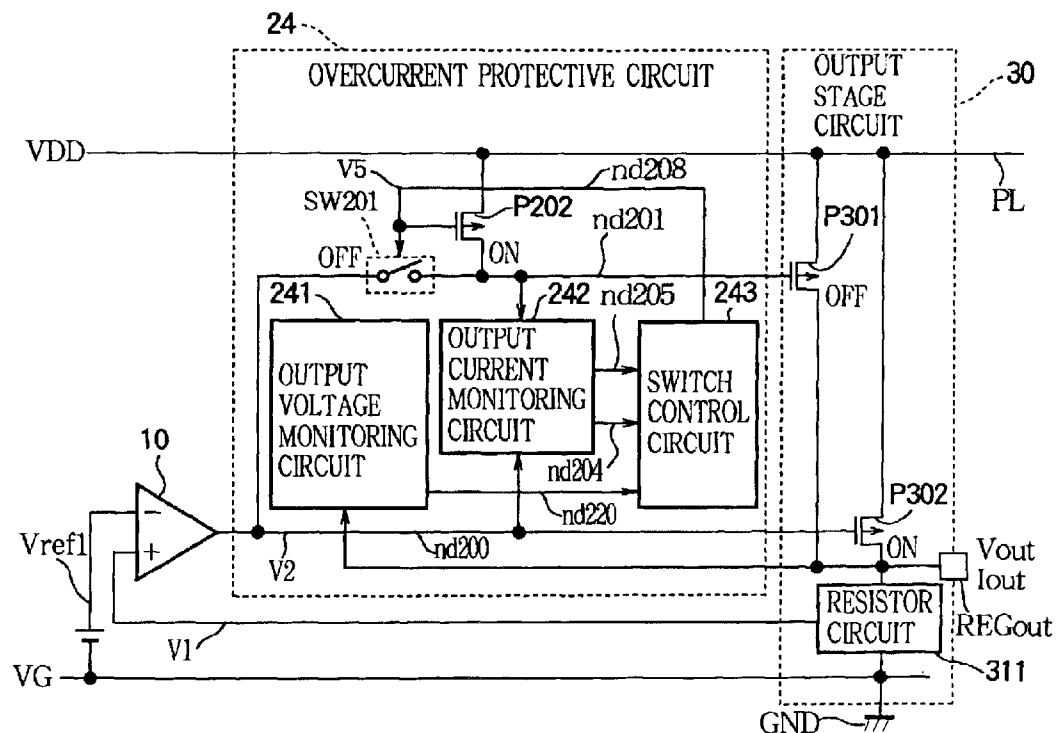 24
OVERCURRENT PROTECTIVE CIRCUIT
OUTPUT
STAGE
CIRCUIT
30
VDD
V5
nd208
PL
SW201
P202
nd201
P301
OFF
ON
OFF
241
nd205
242
243
OUTPUT
VOLTAGE
MONITORING
CIRCUIT
OUTPUT
CURRENT
MONITORING
CIRCUIT
SWITCH
CONTROL
CIRCUIT
10
nd204
nd220
P302
−
+
Vref1
V2
nd200
ON
Vout
Iout
RESISTOR
CIRCUIT
REGout
V1
311
VG
GND